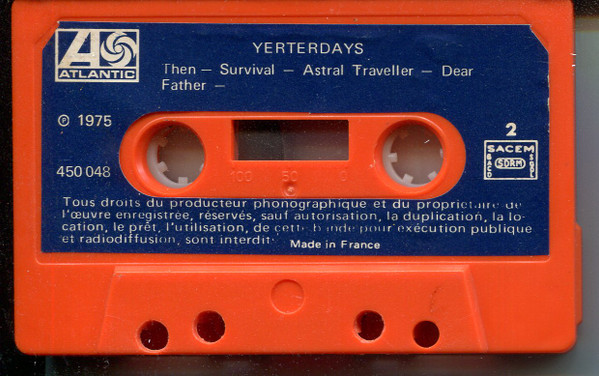 ATLANTIC
YERTERDAYS
Then — Survival — Astral Traveller — Dear
Father —
℗ 1975
2
450 048
SACEM
SDRM
100 50 0
Tous droits du producteur phonographique et du propriétaire de
l'œuvre enregistrée, réservés, sauf autorisation, la duplication, la lo-
cation, le prêt, l'utilisation, de cette bande pour exécution publique
et radiodiffusion, sont interdit
Made in France